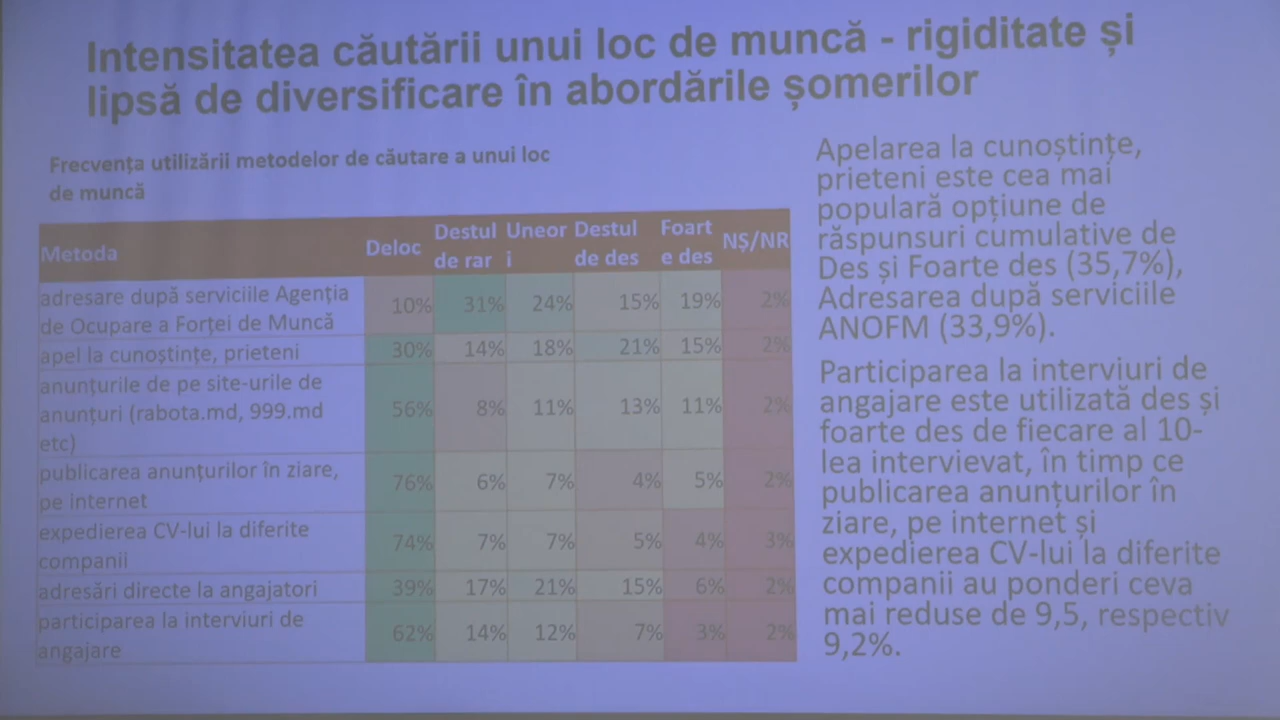 Intensitatea căutării unui loc de muncă - rigiditate și
lipsă de diversificare în abordările șomerilor
Frecvența utilizării metodelor de căutare a unui loc
de muncă
Metoda Deloc Destul de rar Uneor i Destul de des Foart e des NȘ/NR
adresare după serviciile Agenția
de Ocupare a Forței de Muncă 10% 31% 24% 15% 19% 2%
apel la cunoștințe, prieteni 30% 14% 18% 21% 15% 2%
anunțurile de pe site-urile de
anunțuri (rabota.md, 999.md 56% 8% 11% 13% 11% 2%
etc)
publicarea anunțurilor în ziare,
pe internet 76% 6% 7% 4% 5% 2%
expedierea CV-lui la diferite
companii 74% 7% 7% 5% 4% 3%
adresări directe la angajatori 39% 17% 21% 15% 6% 2%
participarea la interviuri de
angajare 62% 14% 12% 7% 3% 2%
Apelarea la cunoștințe,
prieteni este cea mai
populară opțiune de
răspunsuri cumulative de
Des și Foarte des (35,7%),
Adresarea după serviciile
ANOFM (33,9%).
Participarea la interviuri de
angajare este utilizată des și
foarte des de fiecare al 10-
lea intervievat, în timp ce
publicarea anunțurilor în
ziare, pe internet și
expedierea CV-lui la diferite
companii au ponderi ceva
mai reduse de 9,5, respectiv
9,2%.